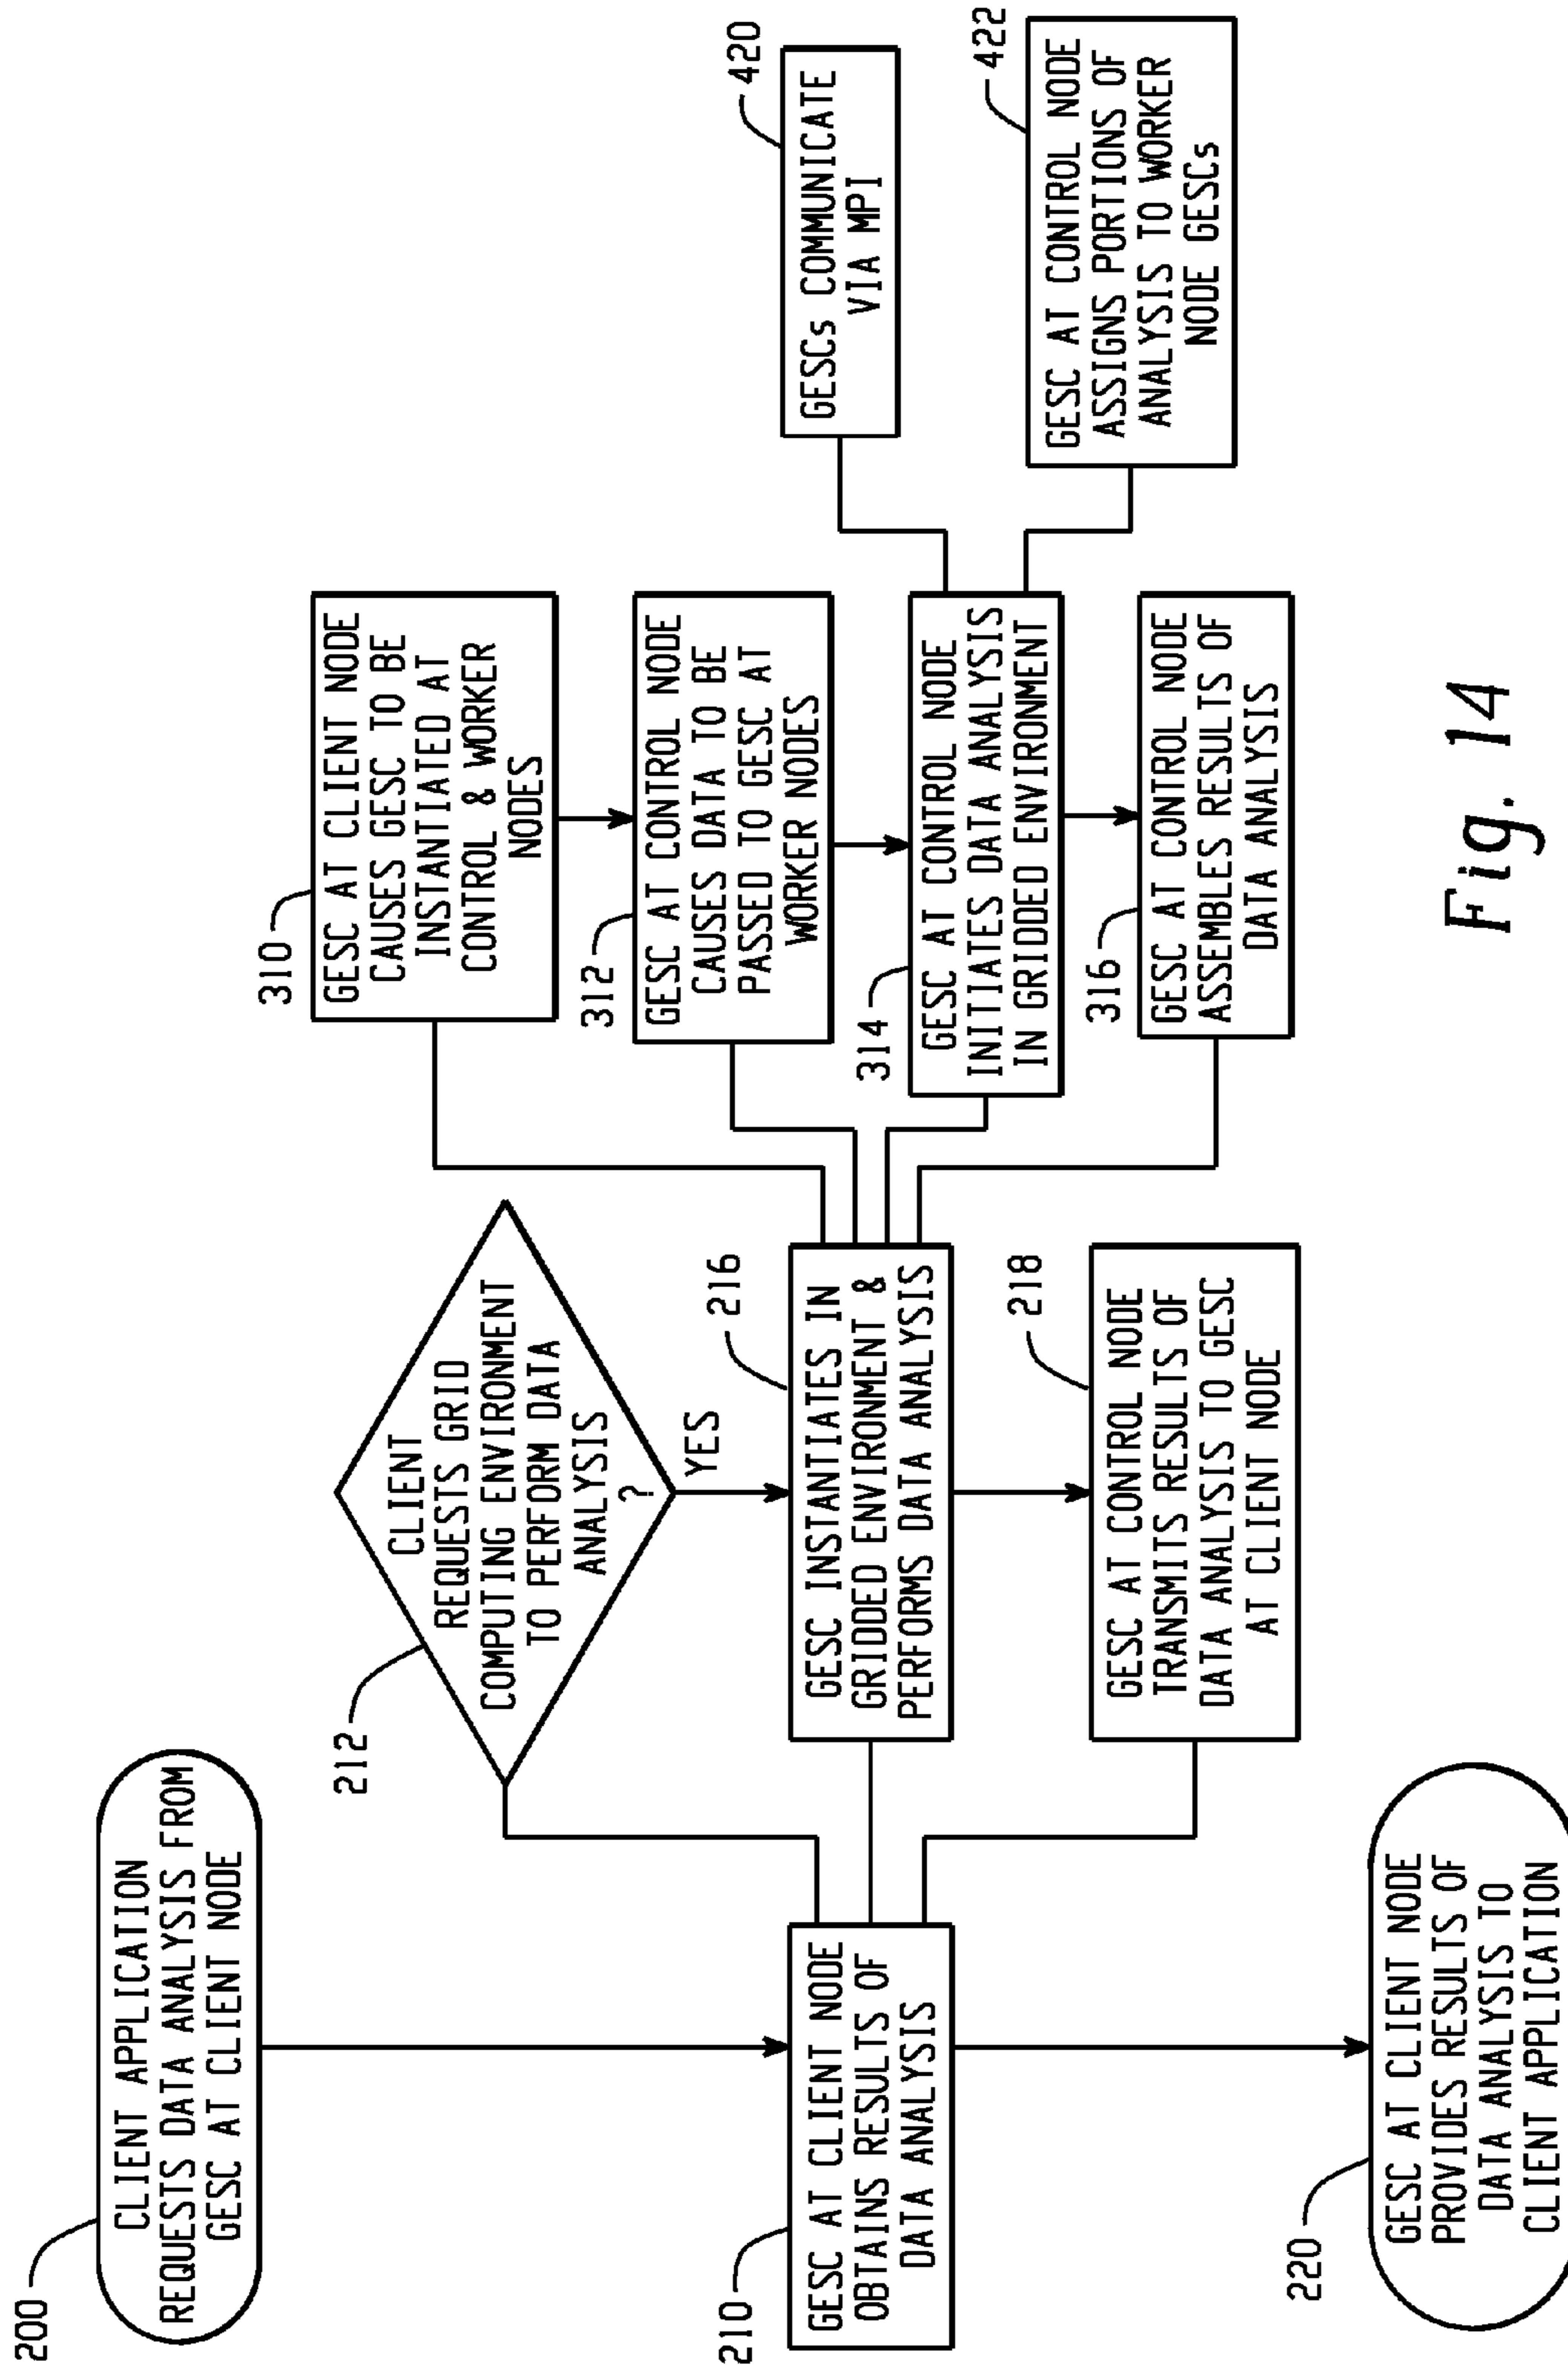 200
CLIENT APPLICATION
REQUESTS DATA ANALYSIS FROM
GESC AT CLIENT NODE
210
GESC AT CLIENT NODE
OBTAINS RESULTS OF
DATA ANALYSIS
220
GESC AT CLIENT NODE
PROVIDES RESULTS OF
DATA ANALYSIS TO
CLIENT APPLICATION
212
CLIENT
REQUESTS GRID
COMPUTING ENVIRONMENT
TO PERFORM DATA
ANALYSIS
?
YES
216
GESC INSTANTIATES IN
GRIDDED ENVIRONMENT &
PERFORMS DATA ANALYSIS
218
GESC AT CONTROL NODE
TRANSMITS RESULTS OF
DATA ANALYSIS TO GESC
AT CLIENT NODE
310
GESC AT CLIENT NODE
CAUSES GESC TO BE
INSTANTIATED AT
CONTROL & WORKER
NODES
312
GESC AT CONTROL NODE
CAUSES DATA TO BE
PASSED TO GESC AT
WORKER NODES
314
GESC AT CONTROL NODE
INITIATES DATA ANALYSIS
IN GRIDDED ENVIRONMENT
316
GESC AT CONTROL NODE
ASSEMBLES RESULTS OF
DATA ANALYSIS
420
GESCs COMMUNICATE
VIA MPI
422
GESC AT CONTROL NODE
ASSIGNS PORTIONS OF
ANALYSIS TO WORKER
NODE GESCs
Fig. 14